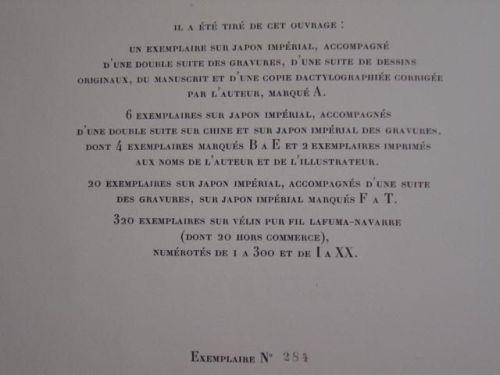 IL A ÉTÉ TIRÉ DE CET OUVRAGE :
UN EXEMPLAIRE SUR JAPON IMPÉRIAL, ACCOMPAGNÉ
D'UNE DOUBLE SUITE DES GRAVURES, D'UNE SUITE DE DESSINS
ORIGINAUX, DU MANUSCRIT ET D'UNE COPIE DACTYLOGRAPHIÉE CORRIGÉE
PAR L'AUTEUR, MARQUÉ A.
6 EXEMPLAIRES SUR JAPON IMPÉRIAL, ACCOMPAGNÉS
D'UNE DOUBLE SUITE SUR CHINE ET SUR JAPON IMPÉRIAL DES GRAVURES,
DONT 4 EXEMPLAIRES MARQUÉS B A E ET 2 EXEMPLAIRES IMPRIMÉS
AUX NOMS DE L'AUTEUR ET DE L'ILLUSTRATEUR.
20 EXEMPLAIRES SUR JAPON IMPÉRIAL, ACCOMPAGNÉS D'UNE SUITE
DES GRAVURES, SUR JAPON IMPÉRIAL MARQUÉS F A T.
320 EXEMPLAIRES SUR VÉLIN PUR FIL LAFUMA-NAVARRE
(DONT 20 HORS COMMERCE),
NUMÉROTÉS DE 1 A 300 ET DE I A XX.
EXEMPLAIRE N° 284